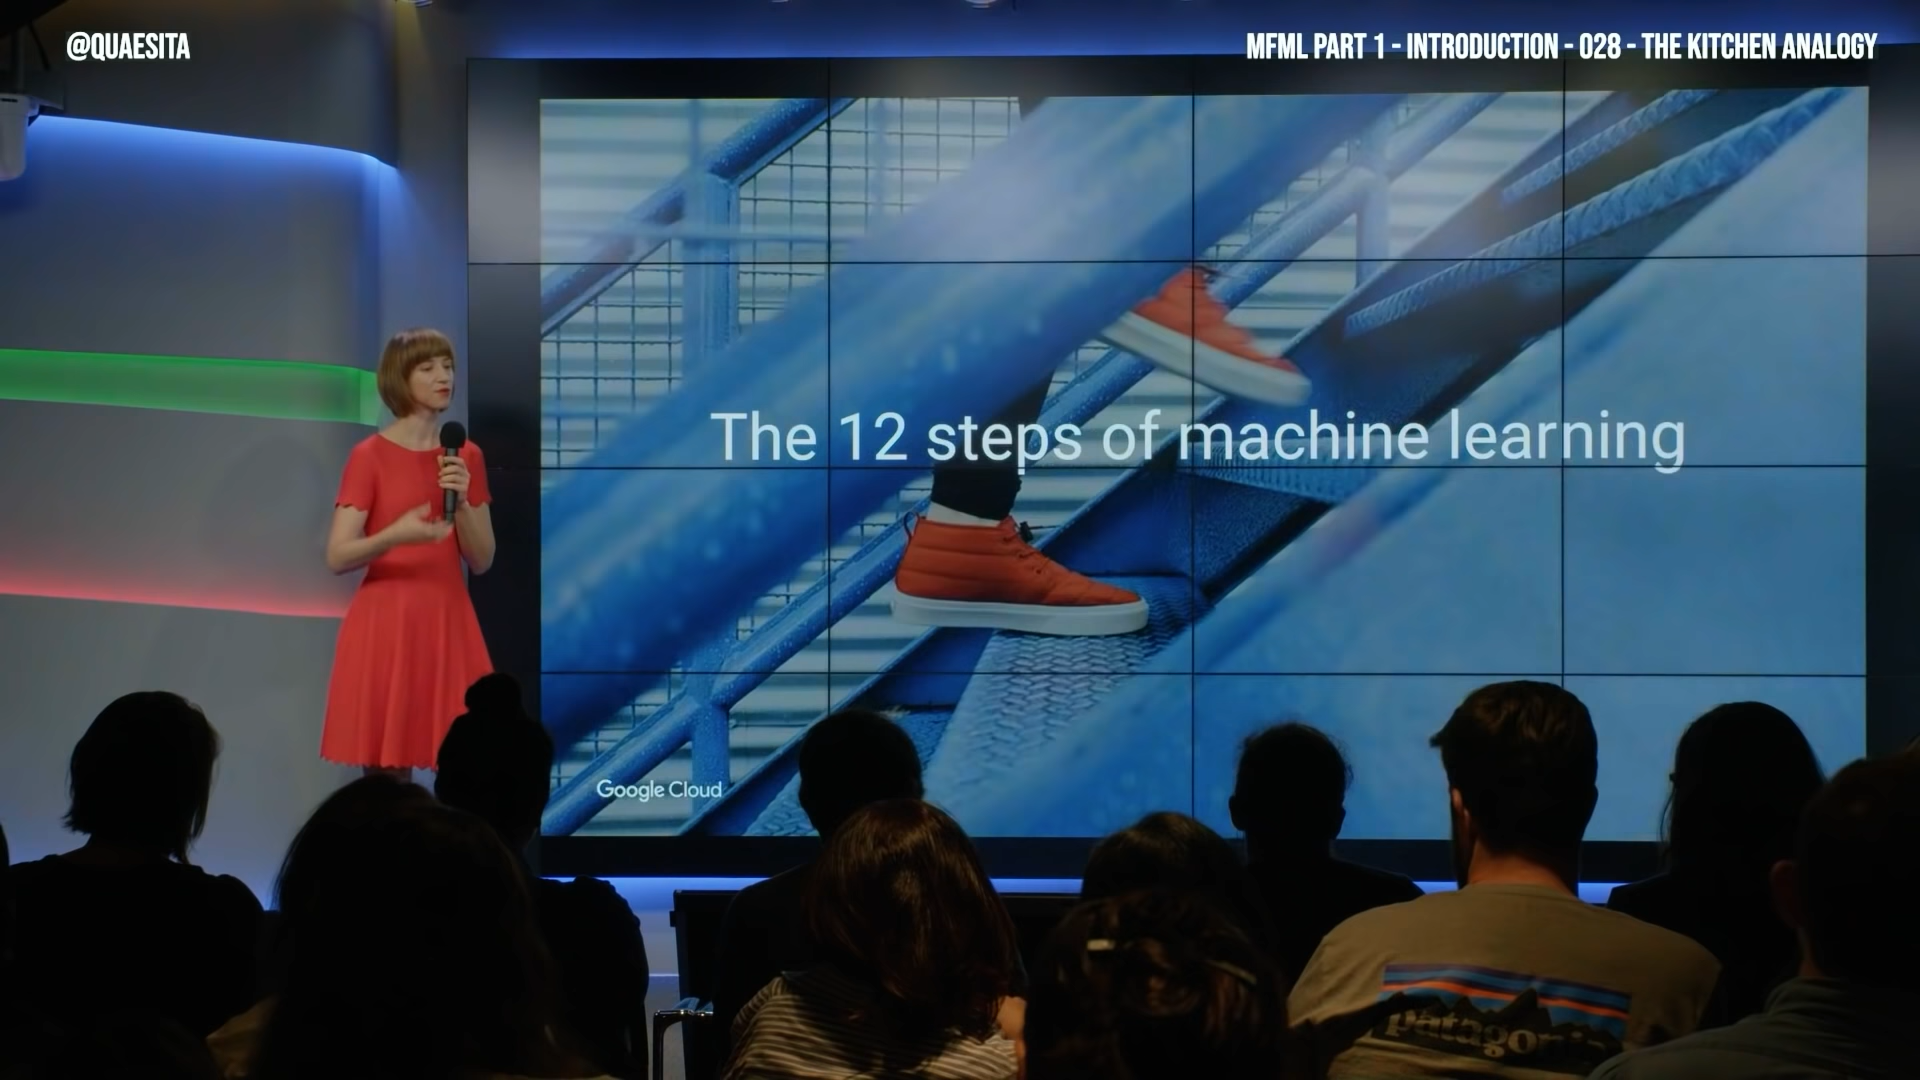 @QUAESITA
MFML PART 1 - INTRODUCTION - 028 - THE KITCHEN ANALOGY
The 12 steps of machine learning
Google Cloud
patagonia